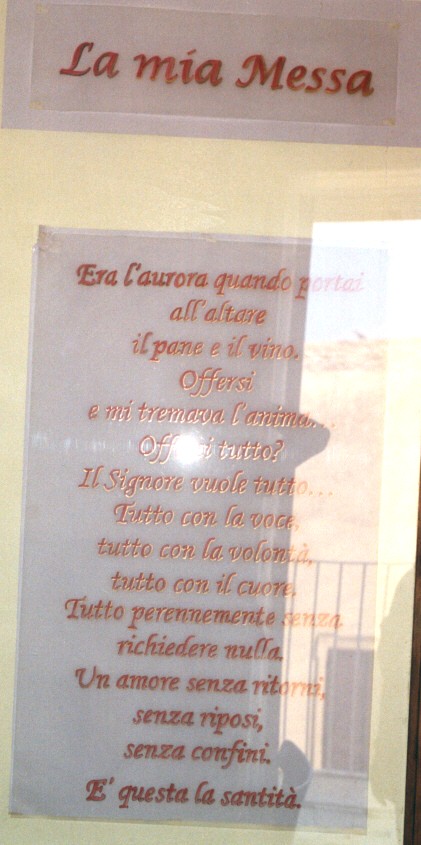 La mia Messa
Era l'aurora quando portai
all'altare
il pane e il vino.
Offersi
e mi tremava l'anima...
Offersi tutto?
Il Signore vuole tutto...
Tutto con la voce,
tutto con la volontà,
tutto con il cuore.
Tutto perennemente senza
richiedere nulla.
Un amore senza ritorni,
senza riposi,
senza confini.
E' questa la santità.